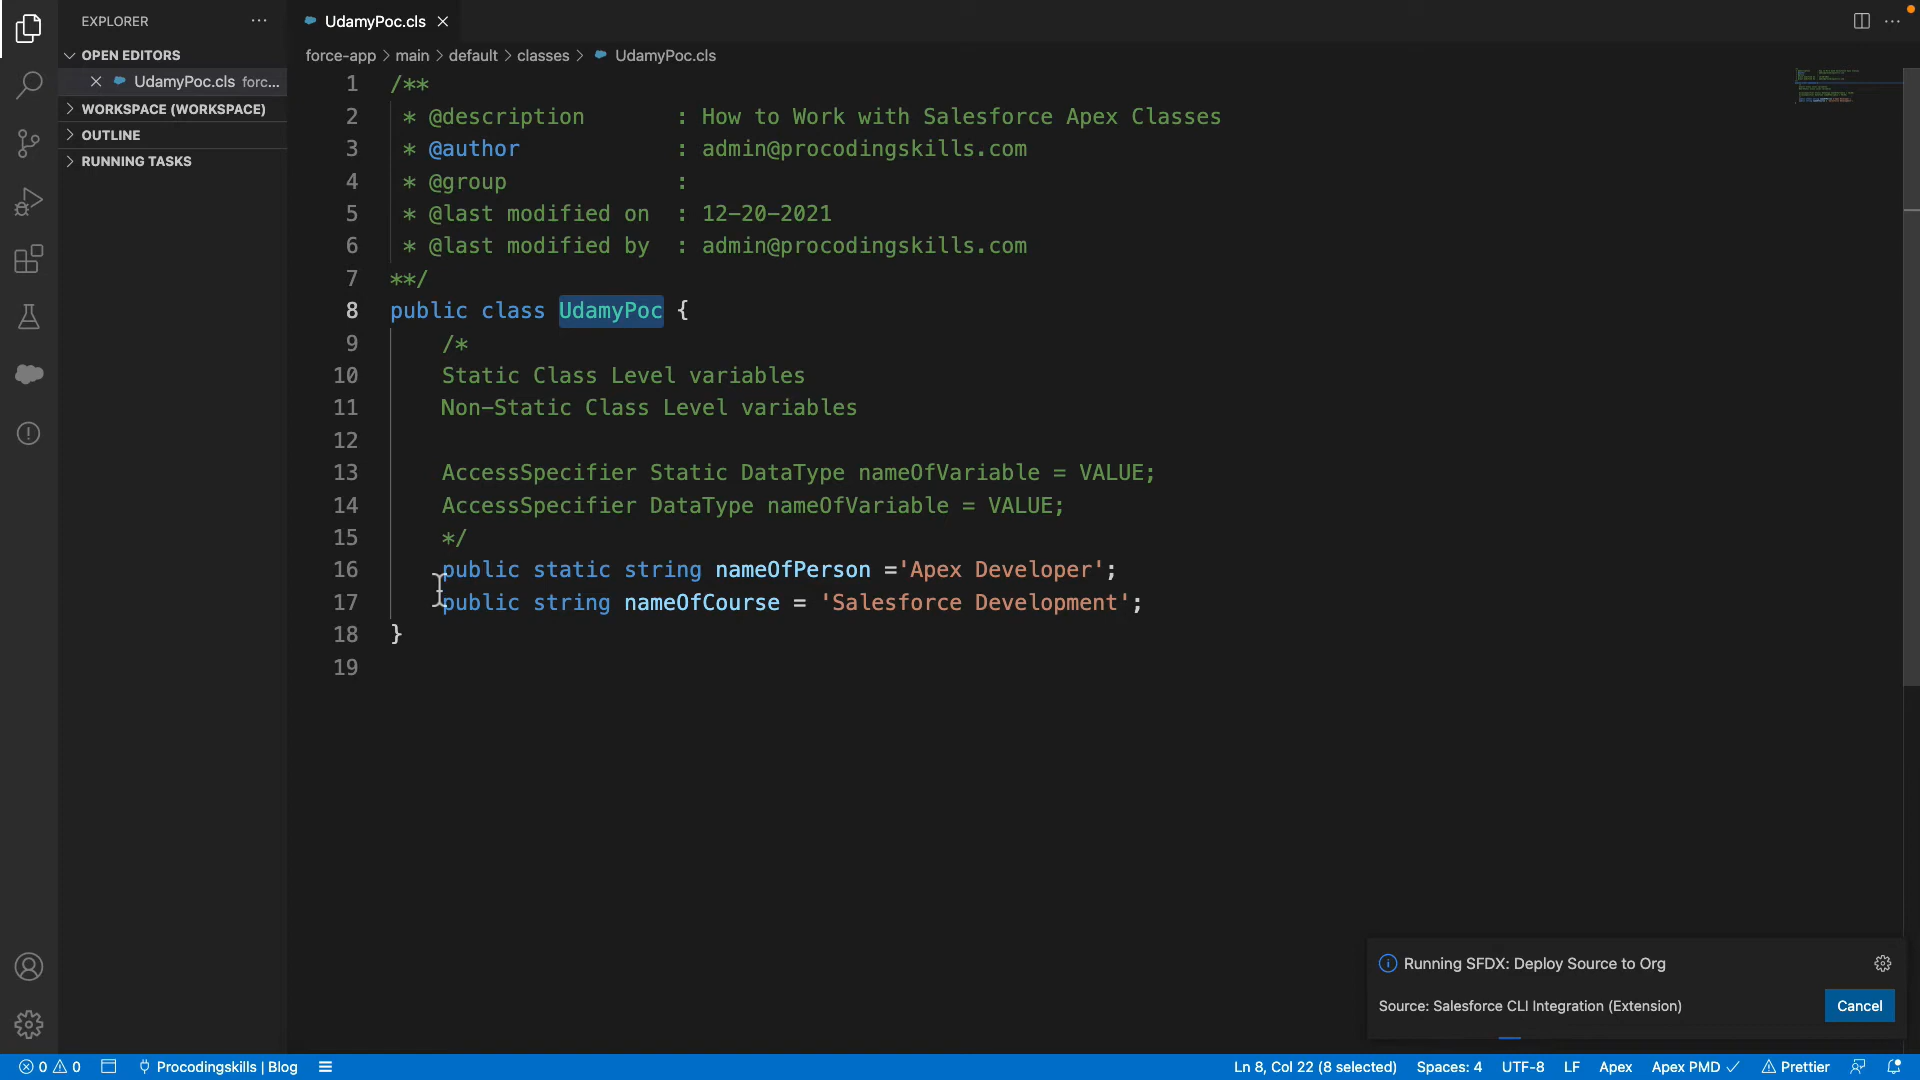 EXPLORER
OPEN EDITORS
UdamyPoc.cls forc...
WORKSPACE (WORKSPACE)
OUTLINE
RUNNING TASKS
UdamyPoc.cls
force-app > main > default > classes > UdamyPoc.cls
1 /**
2 * @description : How to Work with Salesforce Apex Classes
3 * @author : admin@procodingskills.com
4 * @group :
5 * @last modified on : 12-20-2021
6 * @last modified by : admin@procodingskills.com
7 **/
8 public class UdamyPoc {
9 /*
10 Static Class Level variables
11 Non-Static Class Level variables
12
13 AccessSpecifier Static DataType nameOfVariable = VALUE;
14 AccessSpecifier DataType nameOfVariable = VALUE;
15 */
16 public static string nameOfPerson ='Apex Developer';
17 public string nameOfCourse = 'Salesforce Development';
18 }
19
Running SFDX: Deploy Source to Org
Source: Salesforce CLI Integration (Extension) Cancel
0 0 Procodingskills | Blog Ln 8, Col 22 (8 selected) Spaces: 4 UTF-8 LF Apex Apex PMD Prettier